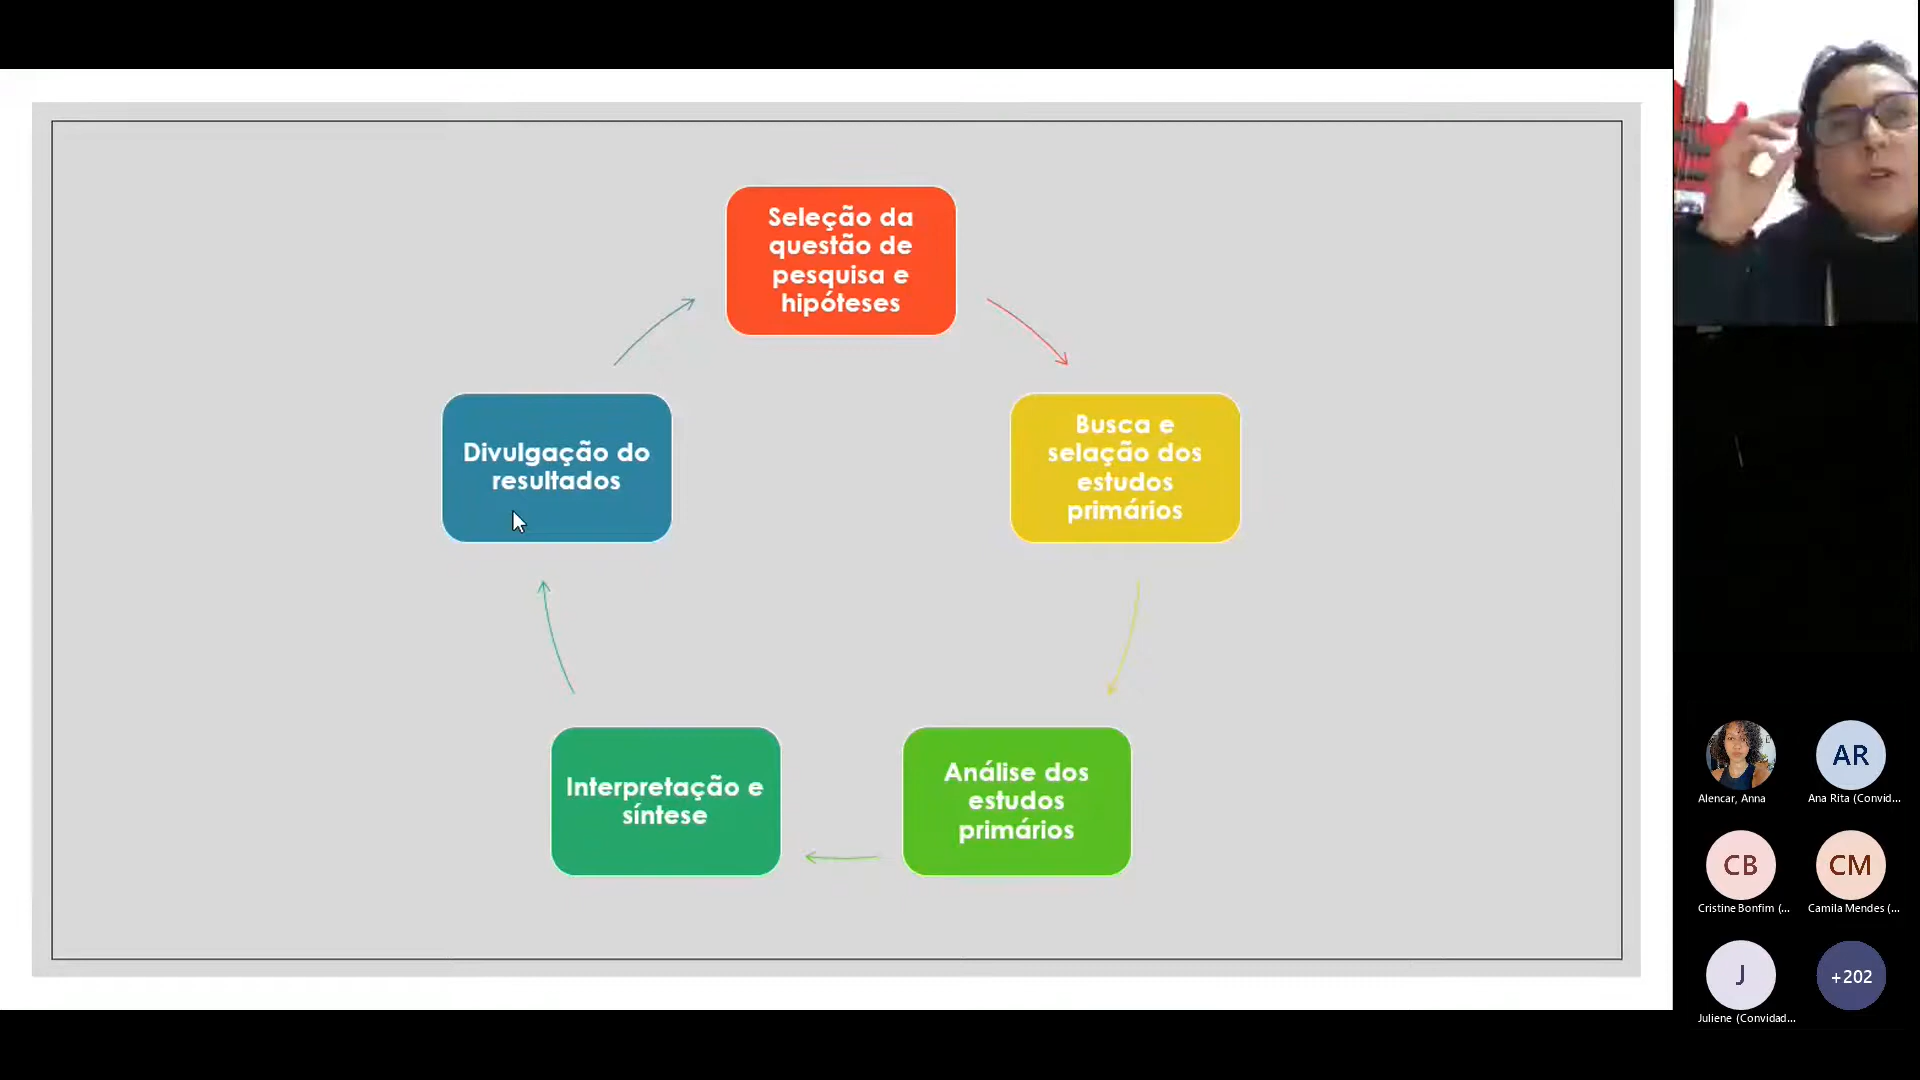 Seleção da
questão de
pesquisa e
hipóteses
Busca e
selação dos
estudos
primários
Análise dos
estudos
primários
Interpretação e
síntese
Divulgação do
resultados
Alencar, Anna
AR
Ana Rita (Convid...
CB
Cristine Bonfim (...
CM
Camila Mendes (...
J
Juliene (Convidad...
+202